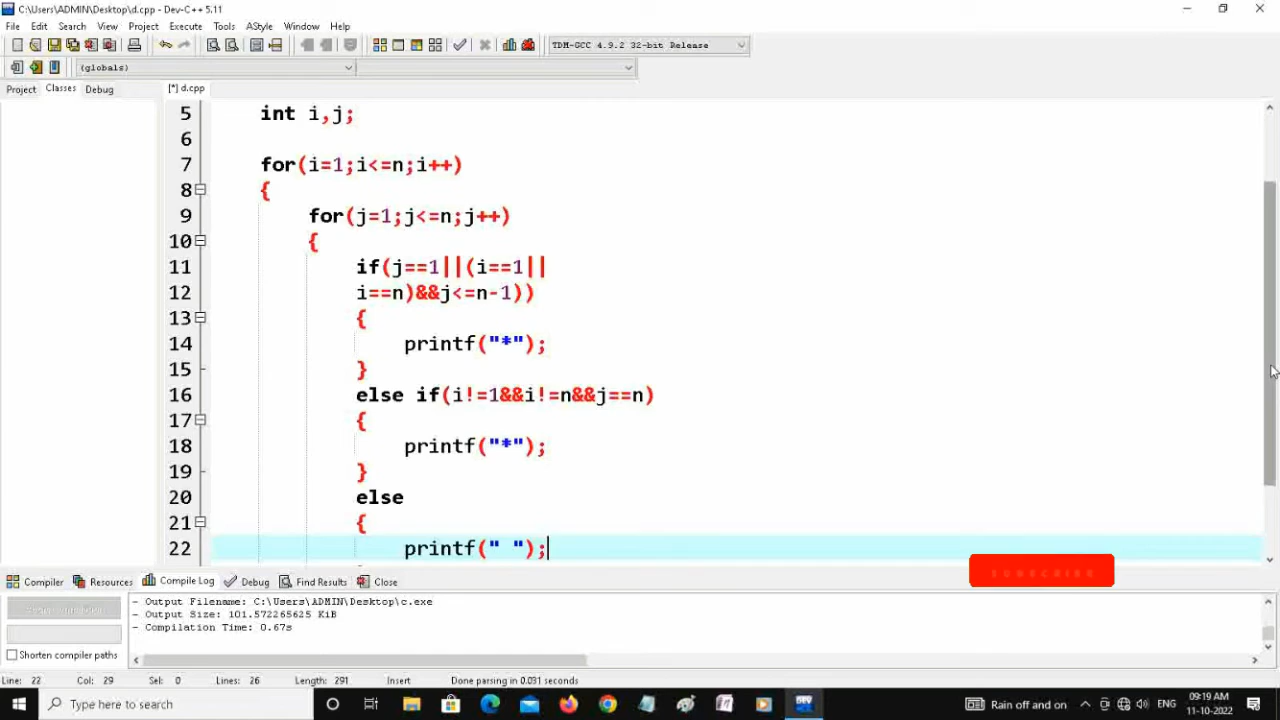 C:\Users\ADMIN\Desktop\d.cpp - Dev-C++ 5.11
File Edit Search View Project Execute Tools AStyle Window Help
TDM-GCC 4.9.2 32-bit Release
(globals)
Project Classes Debug [*] d.cpp
5 int i,j;
6
7 for(i=1;i<=n;i++)
8 {
9 for(j=1;j<=n;j++)
10 {
11 if(j==1||(i==1||
12 i==n)&&j<=n-1))
13 {
14 printf("*");
15 }
16 else if(i!=1&&i!=n&&j==n)
17 {
18 printf("*");
19 }
20 else
21 {
22 printf(" ");
SUBSCRIBE
Compiler Resources Compile Log Debug Find Results Close
- Output Filename: C:\Users\ADMIN\Desktop\c.exe
- Output Size: 101.572265625 KiB
- Compilation Time: 0.67s
Shorten compiler paths
Line: 22 Col: 29 Sel: 0 Lines: 26 Length: 291 Insert Done parsing in 0.031 seconds
Type here to search
Rain off and on ENG 09:19 AM
11-10-2022